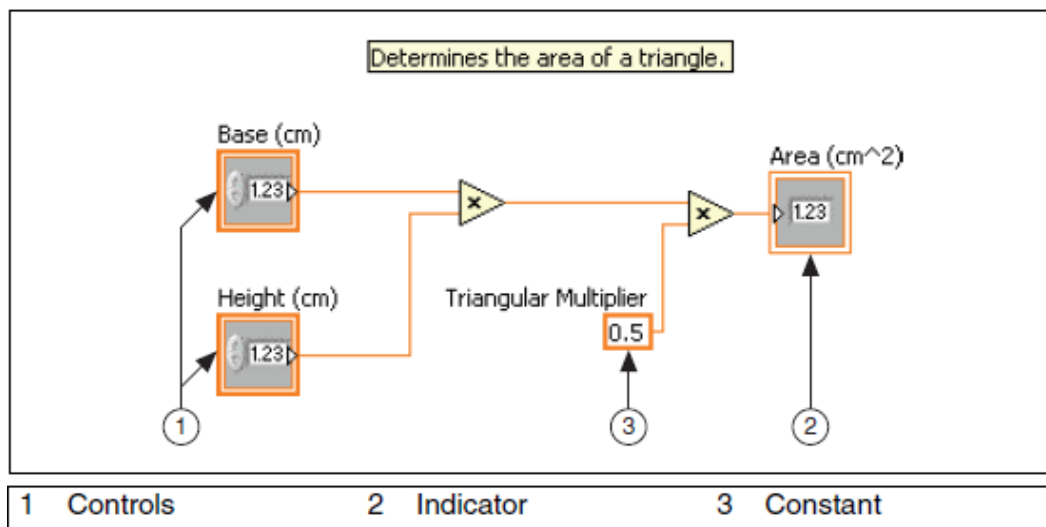 Determines the area of a triangle.
Base (cm)
1.23
×
Area (cm^2)
1.23
×
Height (cm)
1.23
Triangular Multiplier
0.5
1
3
2
1 Controls 2 Indicator 3 Constant